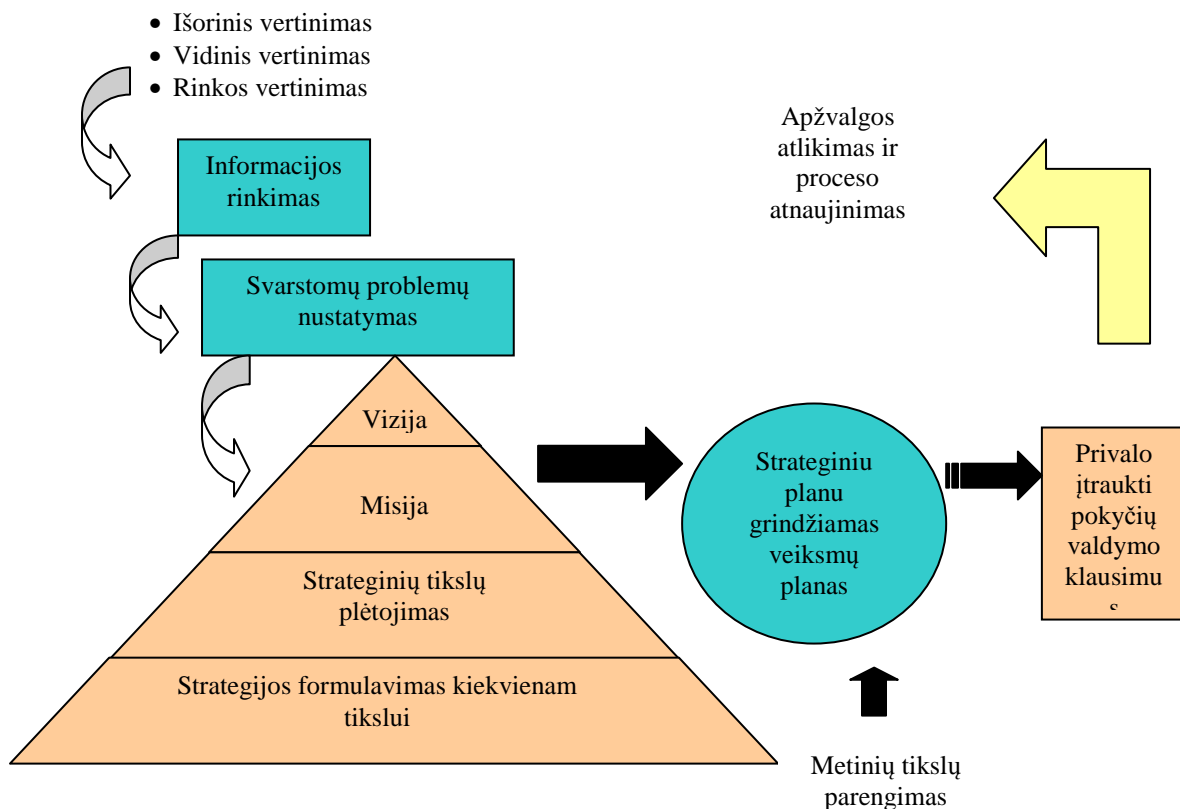 • Išorinis vertinimas
• Vidinis vertinimas
• Rinkos vertinimas
Informacijos
rinkimas
Apžvalgos
atlikimas ir
proceso
atnaujinimas
Svarstomų problemų
nustatymas
Vizija
Misija
Strateginių tikslų
plėtojimas
Strategijos formulavimas kiekvienam
tikslui
Strateginiu
planu
grindžiamas
veiksmų
planas
Privalo
įtraukti
pokyčių
valdymo
klausimu
s
Metinių tikslų
parengimas